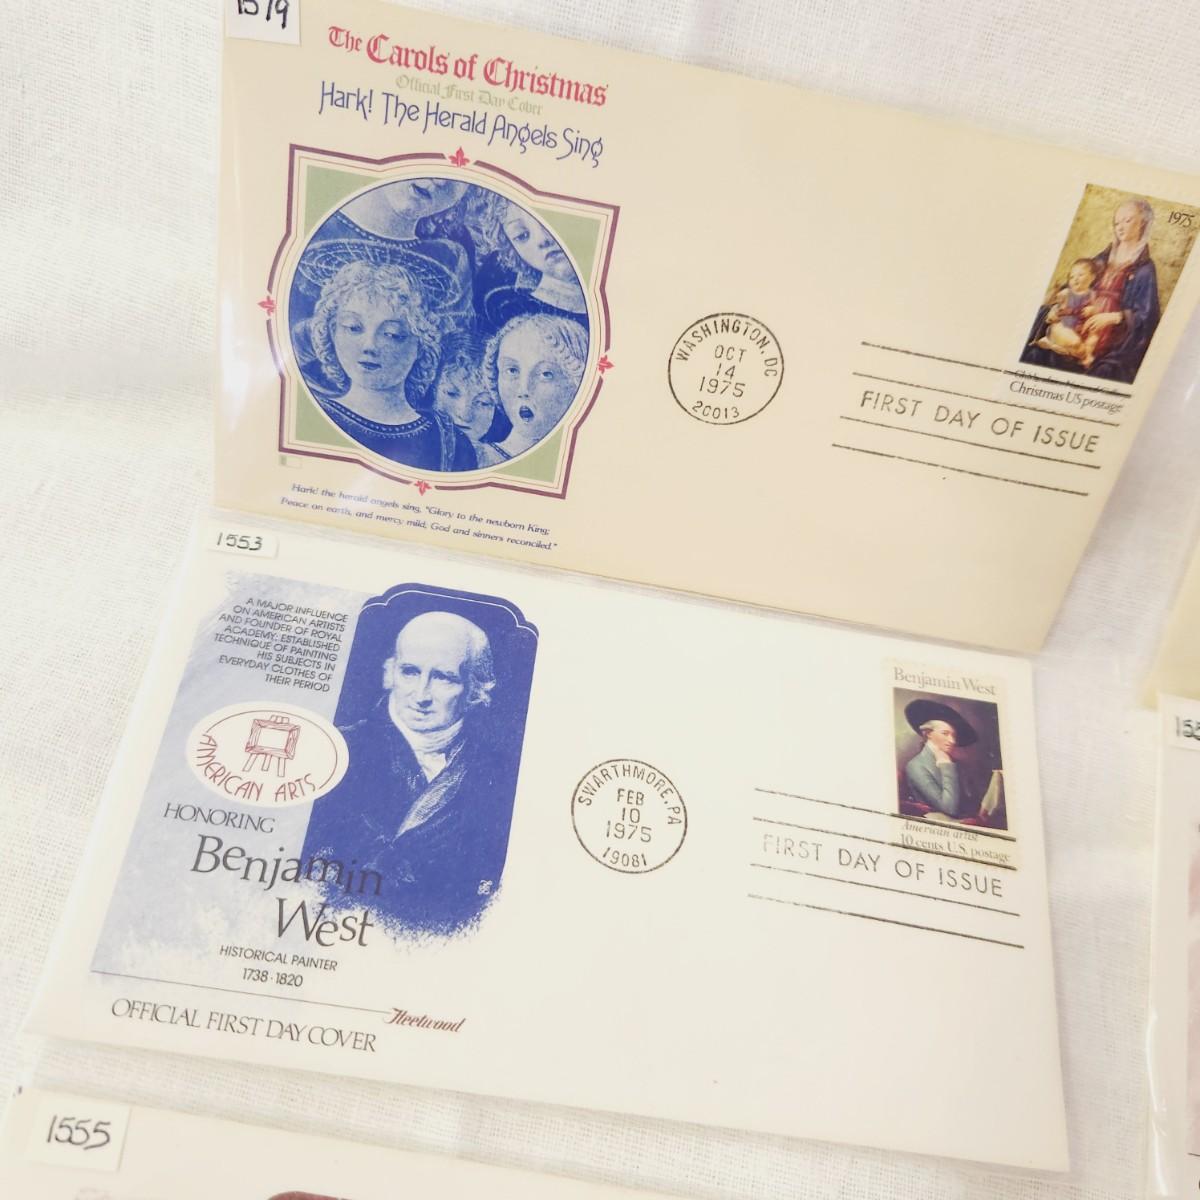 1579
The Carols of Christmas
Official First Day Cover
Hark! The Herald Angels Sing
1975
WASHINGTON, DC
OCT
14
1975
20013
Christmas US postage
FIRST DAY OF ISSUE
Hark! the herald angels sing, "Glory to the newborn King;
Peace on earth, and mercy mild, God and sinners reconciled."
1553
A MAJOR INFLUENCE
ON AMERICAN ARTISTS
AND FOUNDER OF ROYAL
ACADEMY; ESTABLISHED
TECHNIQUE OF PAINTING
HIS SUBJECTS IN
EVERYDAY CLOTHES OF
THEIR PERIOD
AMERICAN ARTS
HONORING
Benjamin
West
HISTORICAL PAINTER
1738 · 1820
OFFICIAL FIRST DAY COVER
Fleetwood
SWARTHMORE, PA
FEB
10
1975
19081
Benjamin West
American artist
10 cents U.S. postage
FIRST DAY OF ISSUE
1555